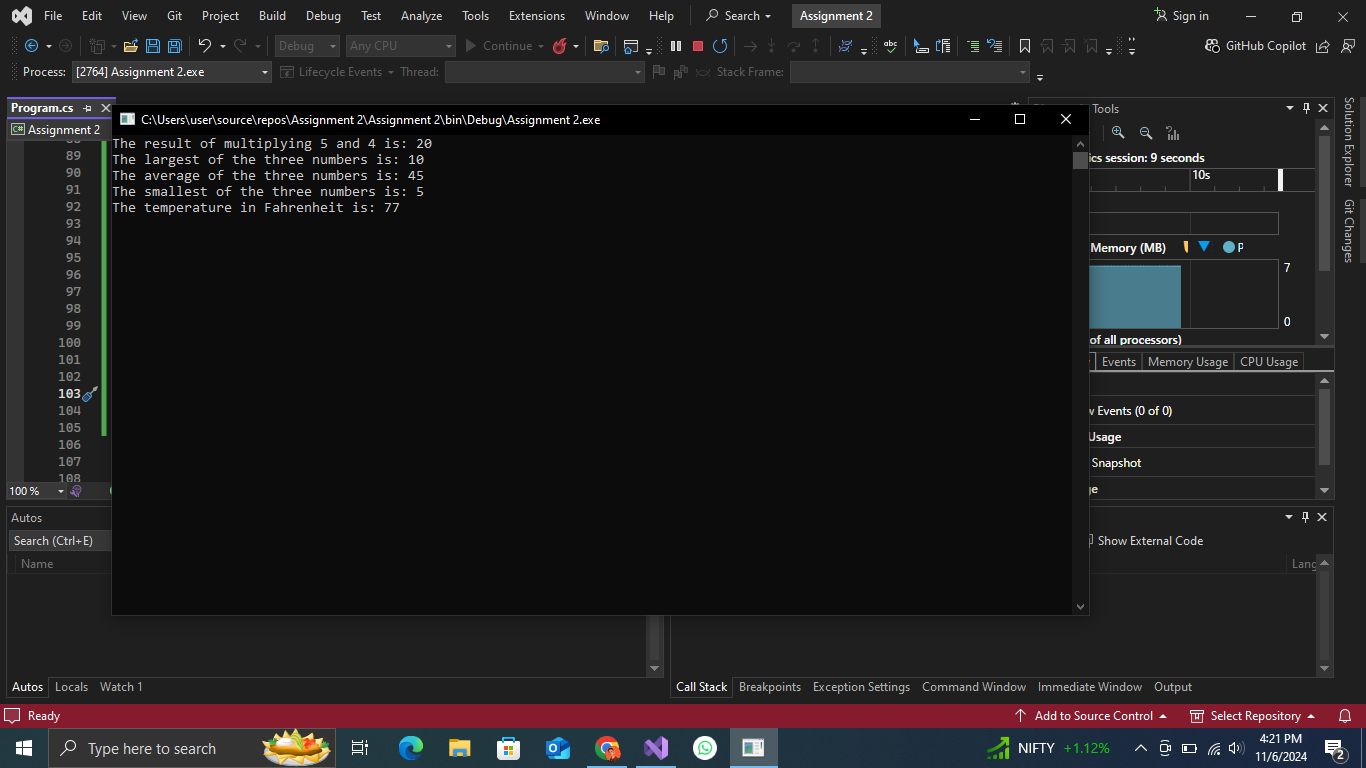 File Edit View Git Project Build Debug Test Analyze Tools Extensions Window Help Search Assignment 2 Sign in
Debug Any CPU Continue GitHub Copilot
Process: [2764] Assignment 2.exe Lifecycle Events Thread: Stack Frame:
Program.cs
Tools
Assignment 2
C:\Users\user\source\repos\Assignment 2\Assignment 2\bin\Debug\Assignment 2.exe
The result of multiplying 5 and 4 is: 20
The largest of the three numbers is: 10
The average of the three numbers is: 45
The smallest of the three numbers is: 5
The temperature in Fahrenheit is: 77
89
90
91
92
93
94
95
96
97
98
99
100
101
102
103
104
105
106
107
108
100 %
session: 9 seconds
10s
Memory (MB) P
7
0
of all processors)
Events Memory Usage CPU Usage
Events (0 of 0)
Usage
Snapshot
Solution Explorer
Git Changes
Autos
Search (Ctrl+E)
Name
Show External Code
Lang
Autos Locals Watch 1
Call Stack Breakpoints Exception Settings Command Window Immediate Window Output
Ready Add to Source Control Select Repository
Type here to search
NIFTY +1.12%
4:21 PM
11/6/2024
2